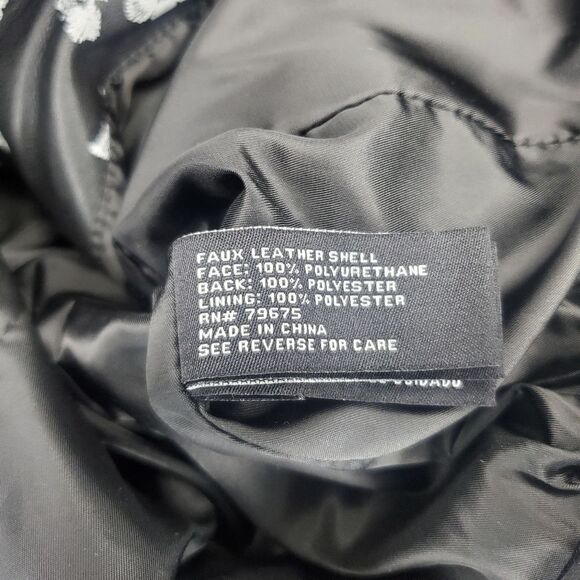 FAUX LEATHER SHELL
FACE: 100% POLYURETHANE
BACK: 100% POLYESTER
LINING: 100% POLYESTER
RN# 79675
MADE IN CHINA
SEE REVERSE FOR CARE
CUIDADO